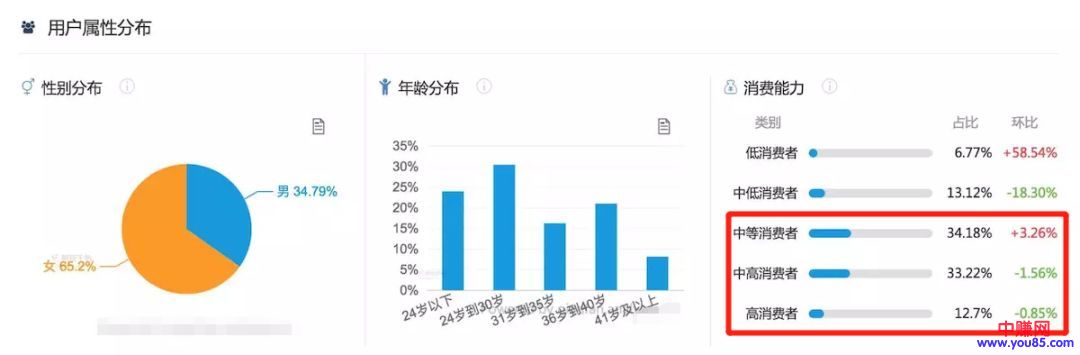 用户属性分布
性别分布
男 34.79%
女 65.2%
年龄分布
35%
30%
25%
20%
15%
10%
5%
0%
24岁以下
24岁到30岁
31岁到35岁
36岁到40岁
41岁及以上
消费能力
类别 占比 环比
低消费者 6.77% +58.54%
中低消费者 13.12% -18.30%
中等消费者 34.18% +3.26%
中高消费者 33.22% -1.56%
高消费者 12.7% -0.85%
中赚网
www.you85.com